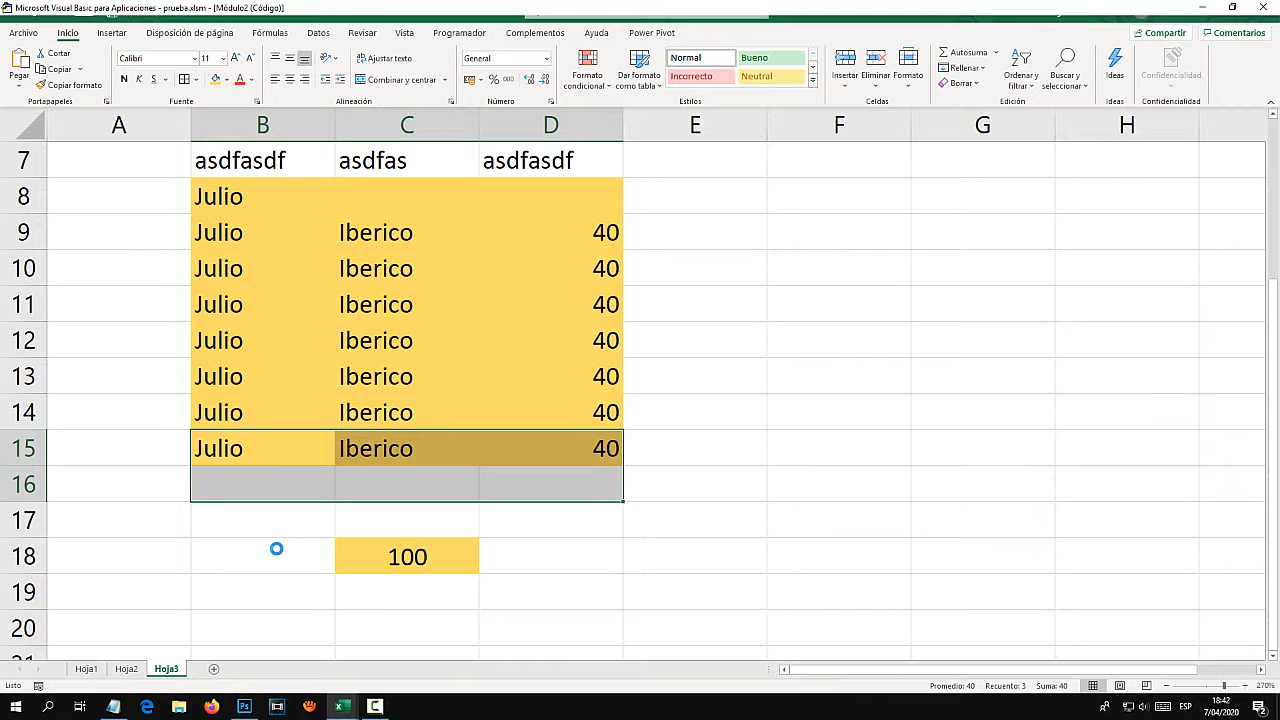 Microsoft Visual Basic para Aplicaciones - prueba.xlsm - [Módulo2 (Código)]
Archivo Inicio Insertar Disposición de página Fórmulas Datos Revisar Vista Programador Complementos Ayuda Power Pivot Compartir Comentarios
Pegar
Cortar
Copiar
Copiar formato
Portapapeles
Calibri 11
N K S
Fuente
Ajustar texto
Combinar y centrar
Alineación
General
% 000
Número
Formato condicional
Dar formato como tabla
Normal Bueno
Incorrecto Neutral
Estilos
Insertar Eliminar Formato
Celdas
Autosuma
Rellenar
Borrar
Ordenar y filtrar
Buscar y seleccionar
Edición
Ideas
Ideas
Confidencialidad
Confidencialidad
A B C D E F G H
7 asdfasdf asdfas asdfasdf
8 Julio
9 Julio Iberico 40
10 Julio Iberico 40
11 Julio Iberico 40
12 Julio Iberico 40
13 Julio Iberico 40
14 Julio Iberico 40
15 Julio Iberico 40
16
17
18 100
19
20
Hoja1 Hoja2 Hoja3
Listo Promedio: 40 Recuento: 3 Suma: 40 270%
ESP 18:42
7/04/2020 2